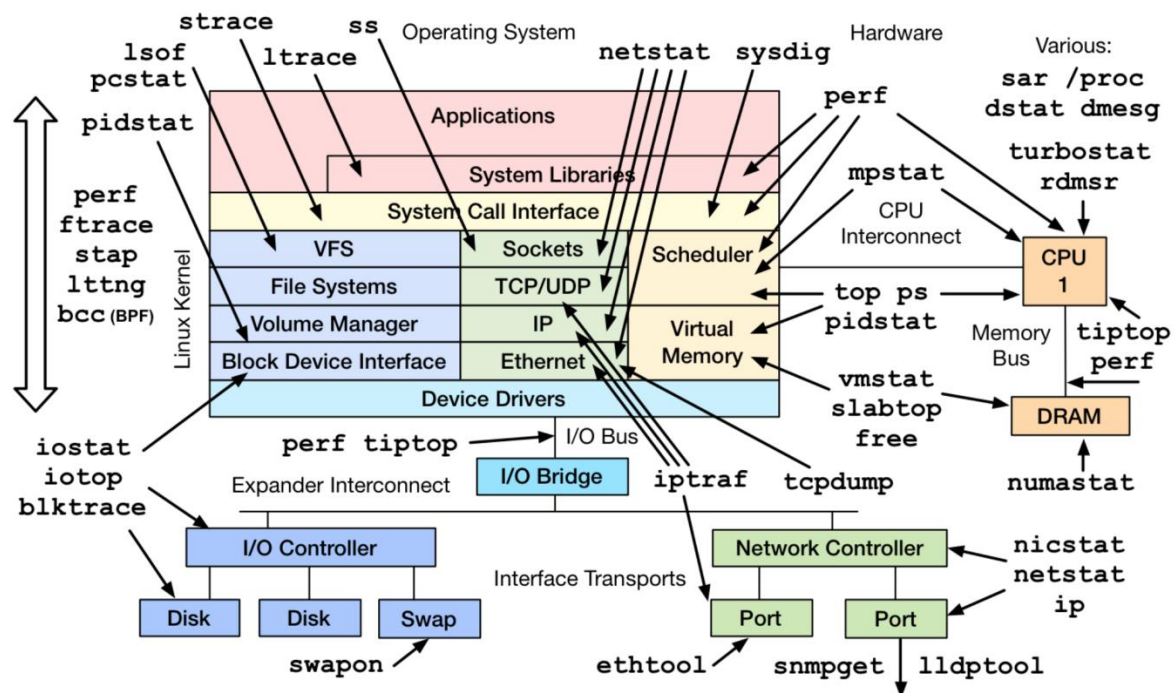 strace
ss
Operating System
Hardware
Various:
lsof
pcstat
ltrace
netstat
sysdig
sar /proc
dstat dmesg
pidstat
Applications
perf
turbostat
rdmsr
System Libraries
mpstat
perf
ftrace
stap
lttng
bcc (BPF)
Linux Kernel
System Call Interface
CPU
Interconnect
VFS
Sockets
Scheduler
CPU
1
File Systems
TCP/UDP
top ps
pidstat
Volume Manager
IP
Virtual
Memory
Memory
Bus
tiptop
perf
Block Device Interface
Ethernet
vmstat
slabtop
free
Device Drivers
DRAM
iostat
iotop
blktrace
perf tiptop
I/O Bus
I/O Bridge
iptraf
tcpdump
numastat
Expander Interconnect
I/O Controller
Network Controller
nicstat
netstat
ip
Interface Transports
Disk
Disk
Swap
Port
Port
swapon
ethtool
snmpget
lldptool